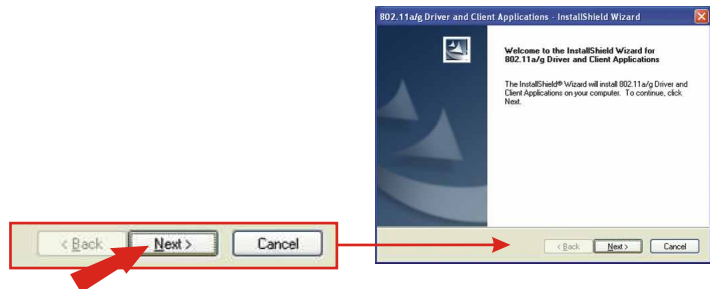 802.11a/g Driver and Client Applications - InstallShield Wizard
Welcome to the InstallShield Wizard for
802.11a/g Driver and Client Applications
The InstallShield® Wizard will install 802.11a/g Driver and
Client Applications on your computer. To continue, click
Next.
< Back Next > Cancel
< Back Next > Cancel